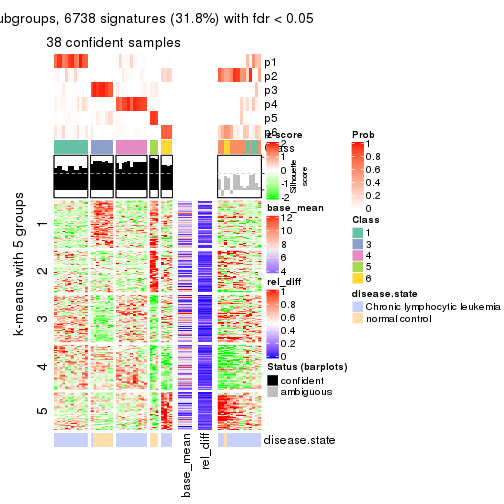 ubgroups, 6738 signatures (31.8%) with fdr < 0.05
38 confident samples
p1
p2
p3
p4
p5
p6
Class
Silhouette
score
k-means with 5 groups
1
2
3
4
5
base_mean
rel_diff
disease.state
z-score
2
1
0
-1
-2
base_mean
12
10
8
6
4
rel_diff
1
0.8
0.6
0.4
0.2
0
Status (barplots)
confident
ambiguous
Prob
1
0.8
0.6
0.4
0.2
0
Class
1
3
4
5
6
disease.state
Chronic lymphocytic leukemia
normal control